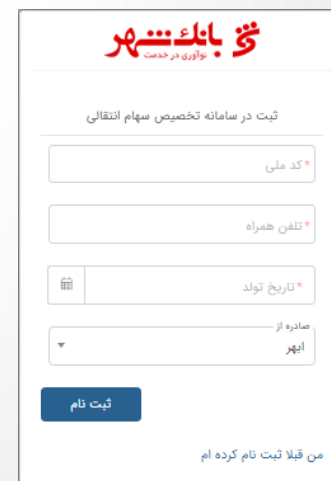 بانک شهر
نوآوری در خدمت
ثبت در سامانه تخصیص سهام انتقالی
* کد ملی
* تلفن همراه
* تاریخ تولد
صادره از
ابهر
ثبت نام
من قبلا ثبت نام کرده ام